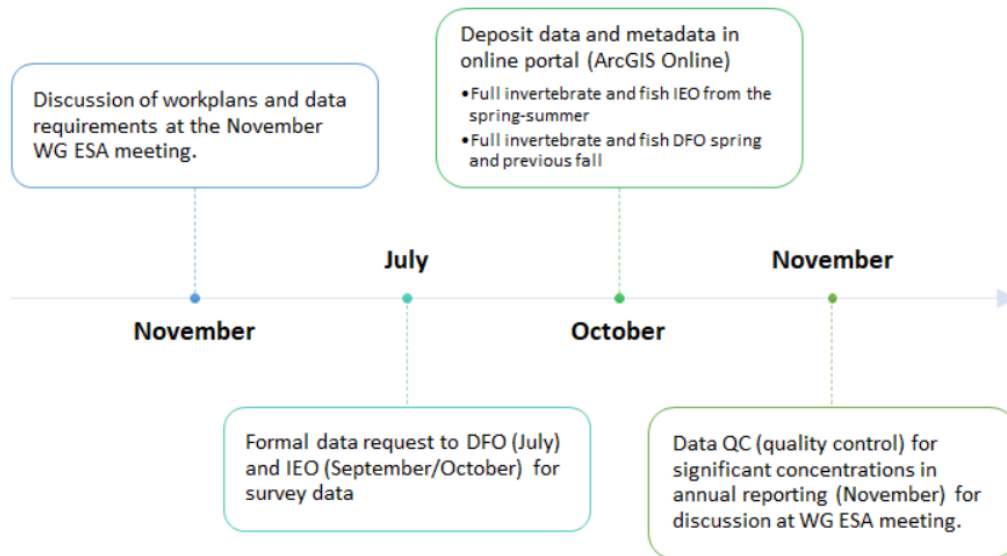 Discussion of workplans and data
requirements at the November
WG ESA meeting.
Deposit data and metadata in
online portal (ArcGIS Online)
•Full invertebrate and fish IEO from the
spring-summer
•Full invertebrate and fish DFO spring
and previous fall
July
November
November
October
Formal data request to DFO (July)
and IEO (September/October) for
survey data
Data QC (quality control) for
significant concentrations in
annual reporting (November) for
discussion at WG ESA meeting.